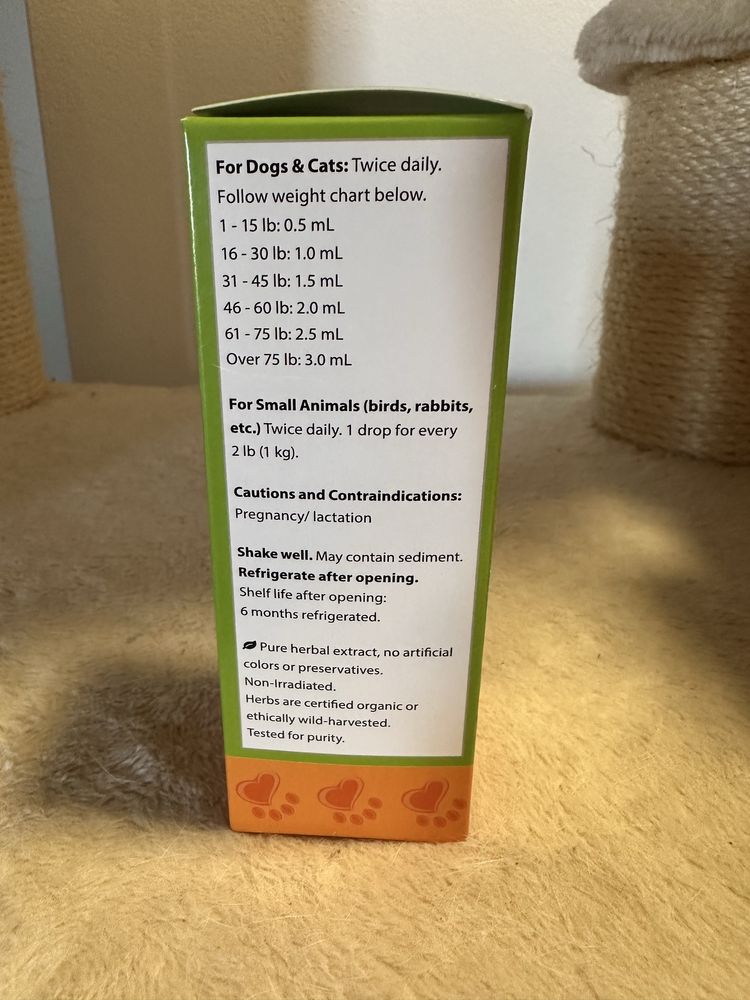 For Dogs & Cats: Twice daily.
Follow weight chart below.
1 - 15 lb: 0.5 mL
16 - 30 lb: 1.0 mL
31 - 45 lb: 1.5 mL
46 - 60 lb: 2.0 mL
61 - 75 lb: 2.5 mL
Over 75 lb: 3.0 mL
For Small Animals (birds, rabbits,
etc.) Twice daily. 1 drop for every
2 lb (1 kg).
Cautions and Contraindications:
Pregnancy/ lactation
Shake well. May contain sediment.
Refrigerate after opening.
Shelf life after opening:
6 months refrigerated.
Pure herbal extract, no artificial
colors or preservatives.
Non-Irradiated.
Herbs are certified organic or
ethically wild-harvested.
Tested for purity.